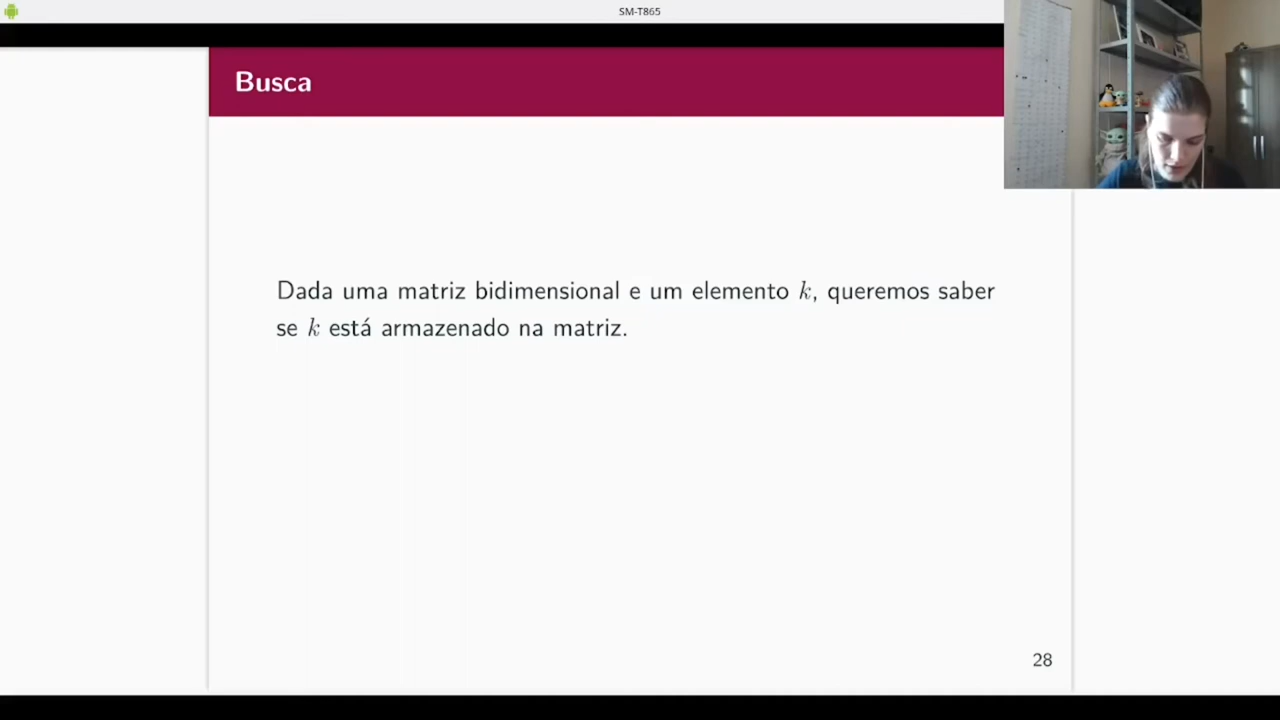 SM-T865
Busca
Dada uma matriz bidimensional e um elemento k, queremos saber
se k está armazenado na matriz.
28